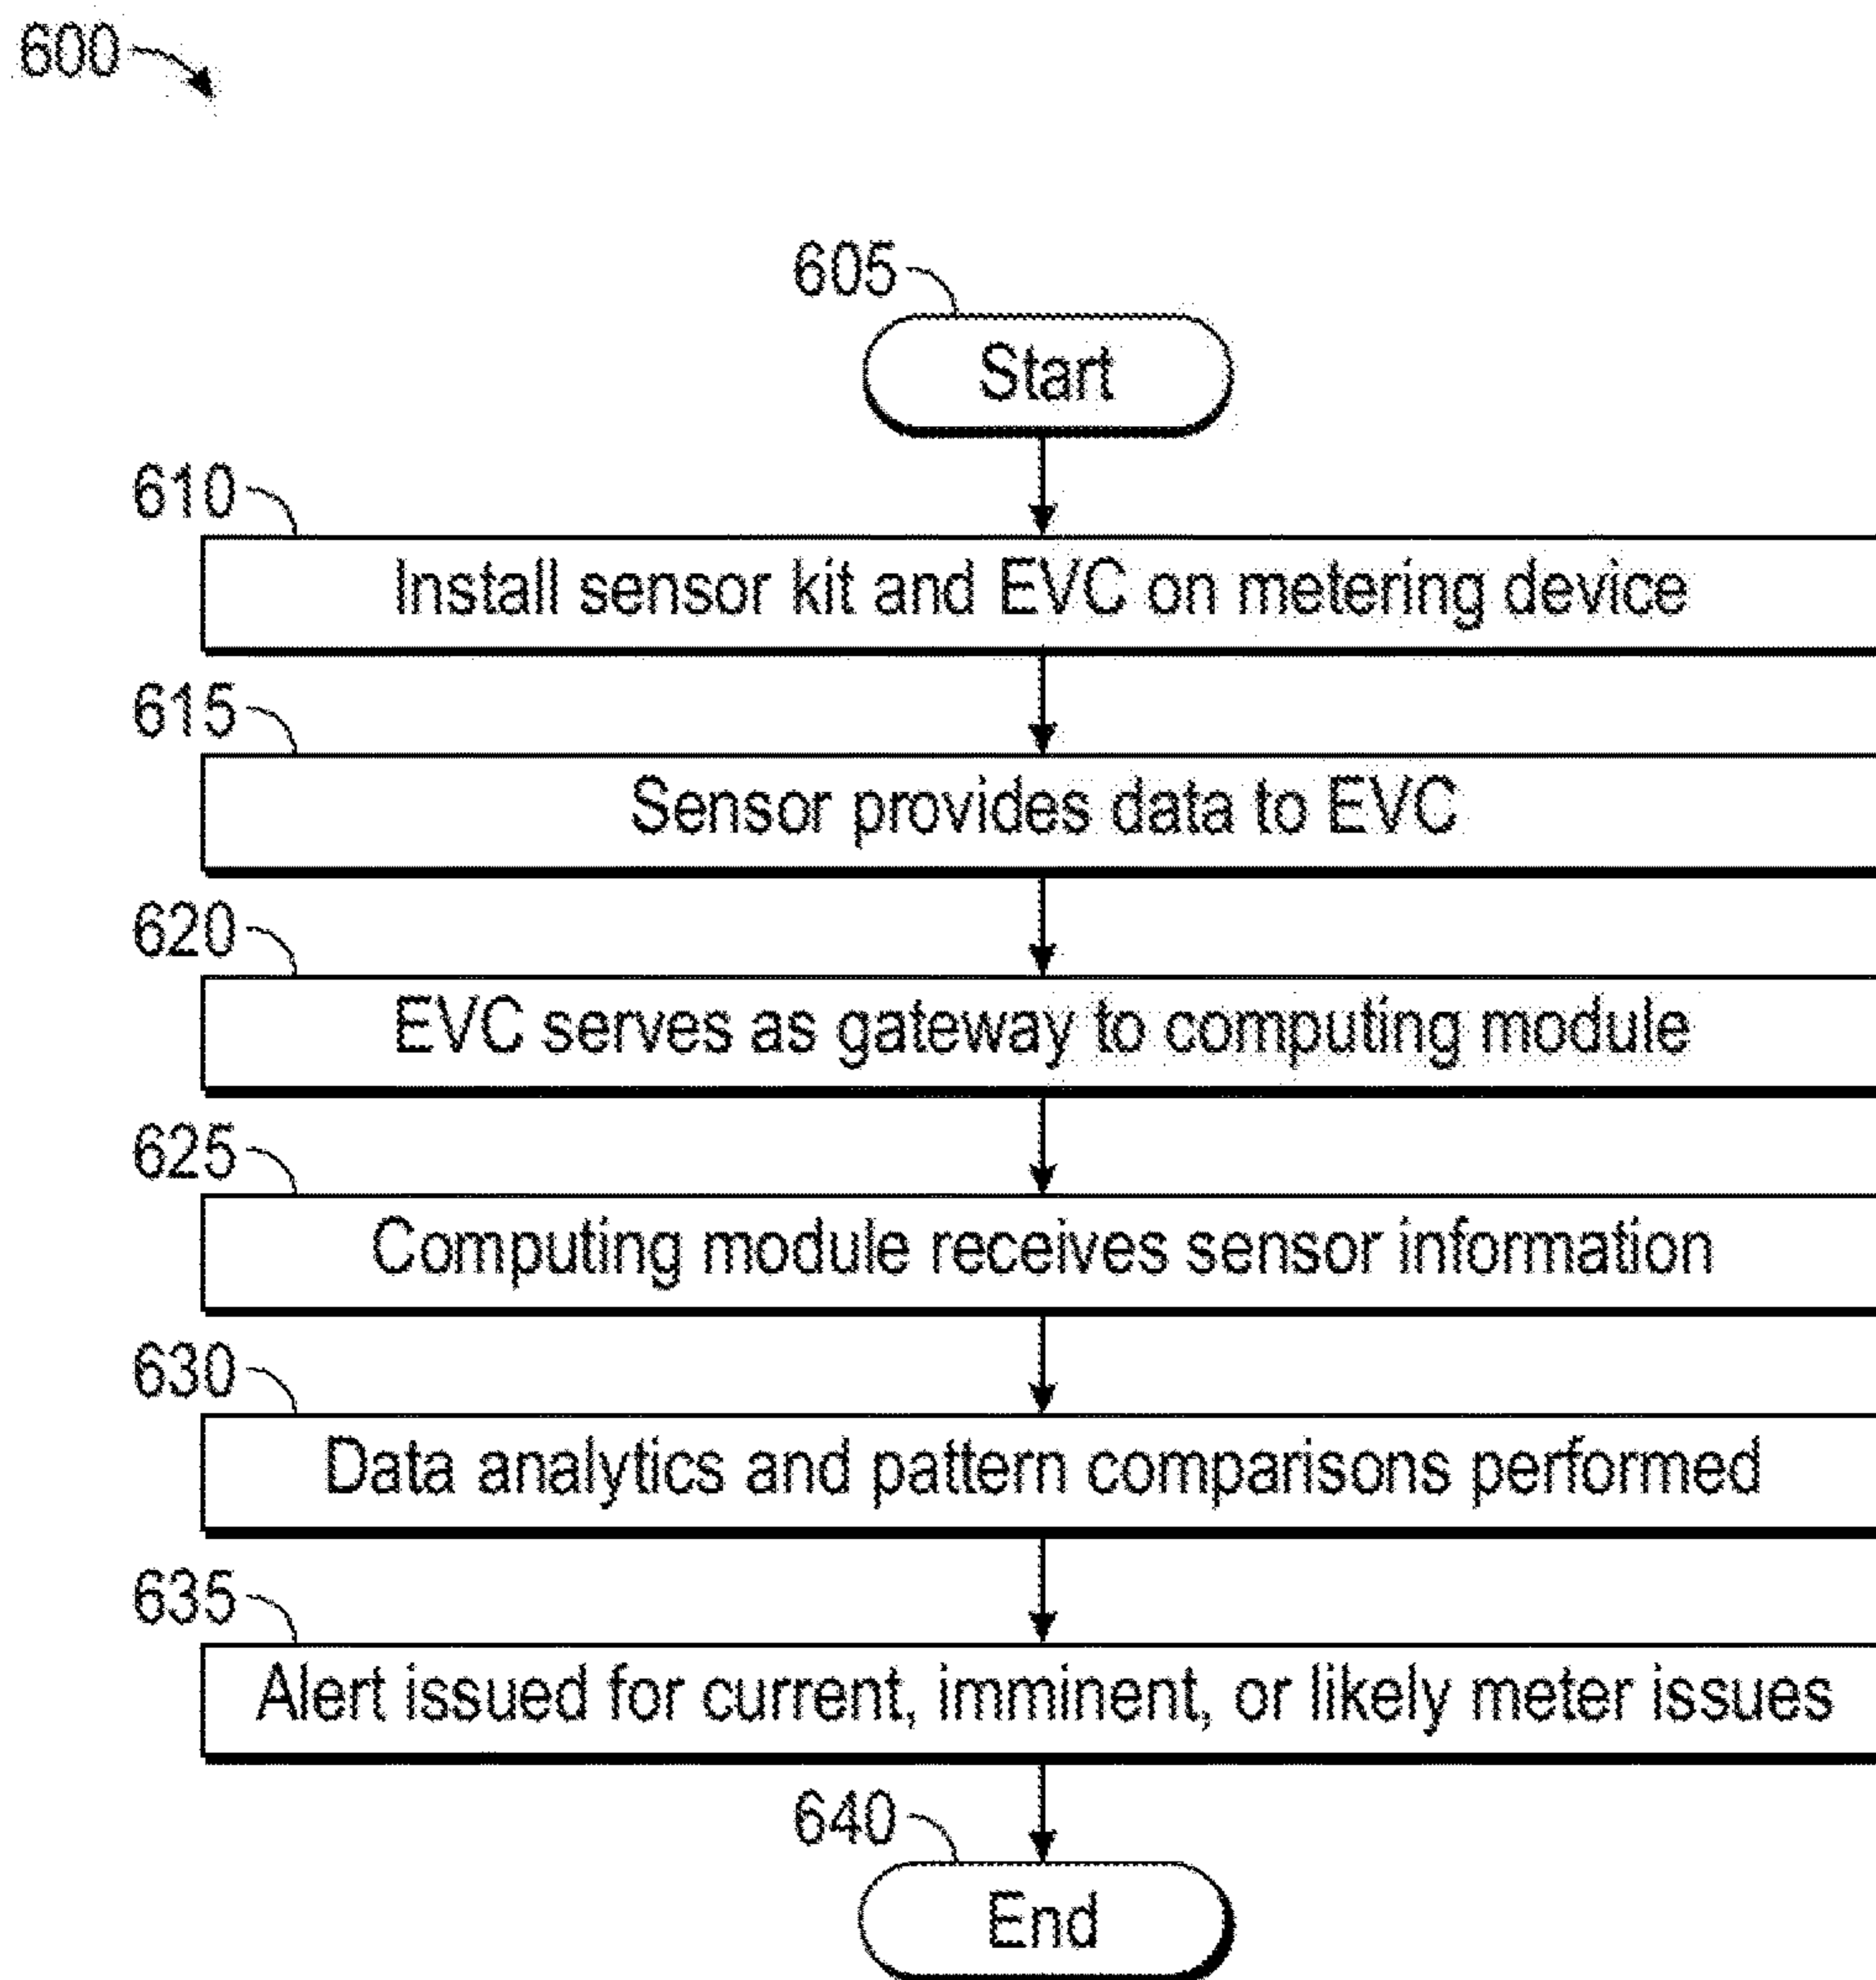 600
605
Start
610
Install sensor kit and EVC on metering device
615
Sensor provides data to EVC
620
EVC serves as gateway to computing module
625
Computing module receives sensor information
630
Data analytics and pattern comparisons performed
635
Alert issued for current, imminent, or likely meter issues
640
End